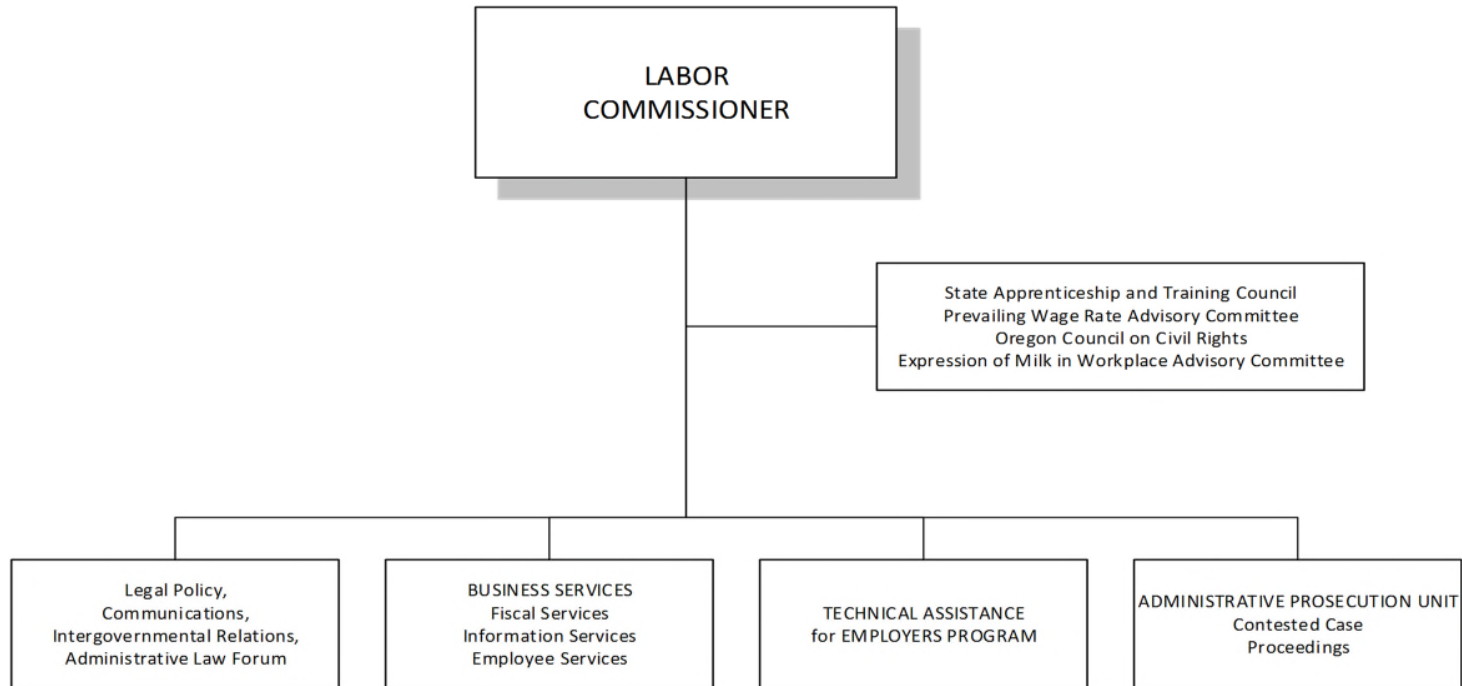 LABOR
COMMISSIONER
State Apprenticeship and Training Council
Prevailing Wage Rate Advisory Committee
Oregon Council on Civil Rights
Expression of Milk in Workplace Advisory Committee
Legal Policy,
Communications,
Intergovernmental Relations,
Administrative Law Forum
BUSINESS SERVICES
Fiscal Services
Information Services
Employee Services
TECHNICAL ASSISTANCE
for EMPLOYERS PROGRAM
ADMINISTRATIVE PROSECUTION UNIT
Contested Case
Proceedings